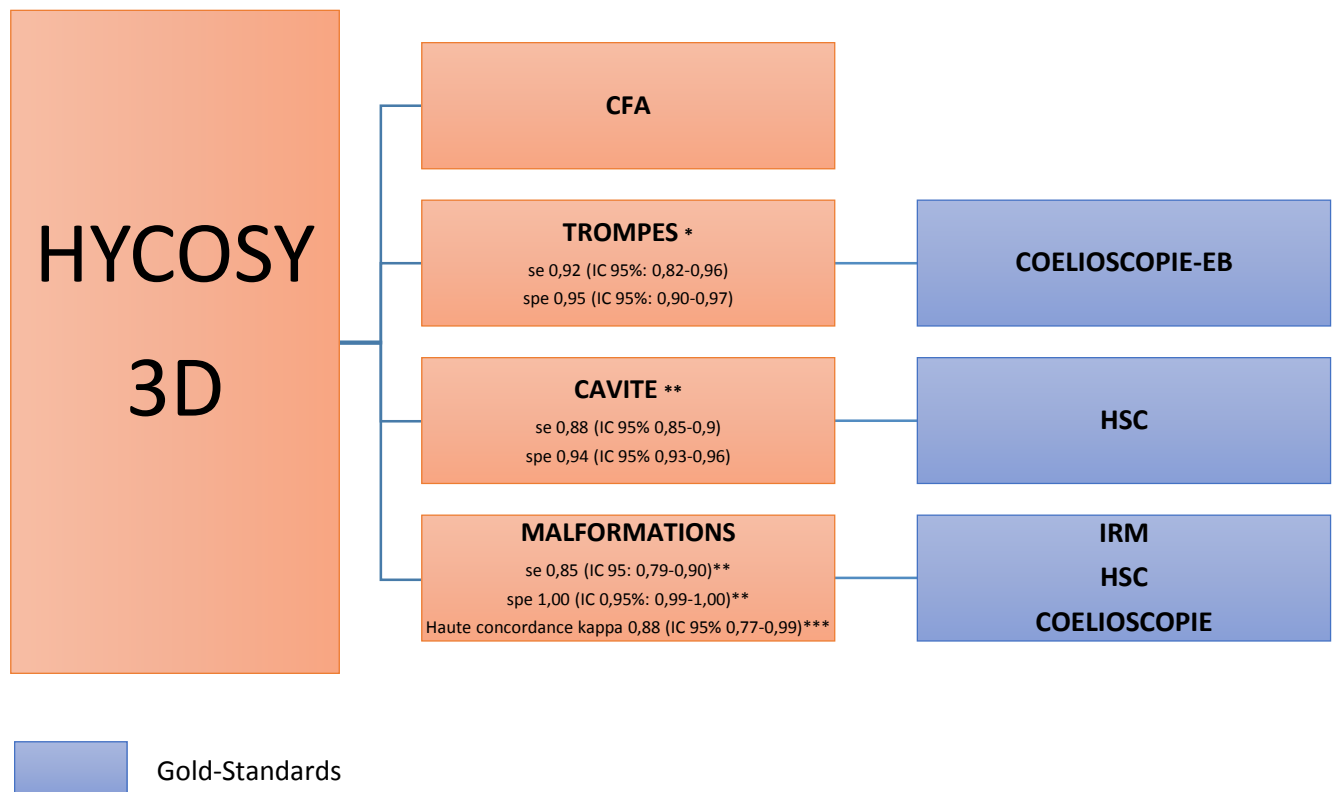 HYCOSY
3D
CFA
TROMPES *
se 0,92 (IC 95%: 0,82-0,96)
spe 0,95 (IC 95%: 0,90-0,97)
COELIOSCOPIE-EB
CAVITE **
se 0,88 (IC 95% 0,85-0,9)
spe 0,94 (IC 95% 0,93-0,96)
HSC
MALFORMATIONS
se 0,85 (IC 95: 0,79-0,90)**
spe 1,00 (IC 0,95%: 0,99-1,00)**
Haute concordance kappa 0,88 (IC 95% 0,77-0,99)***
IRM
HSC
COELIOSCOPIE
Gold-Standards